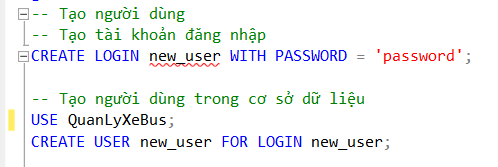 -- Tạo người dùng
-- Tạo tài khoản đăng nhập
CREATE LOGIN new_user WITH PASSWORD = 'password';
-- Tạo người dùng trong cơ sở dữ liệu
USE QuanLyXeBus;
CREATE USER new_user FOR LOGIN new_user;